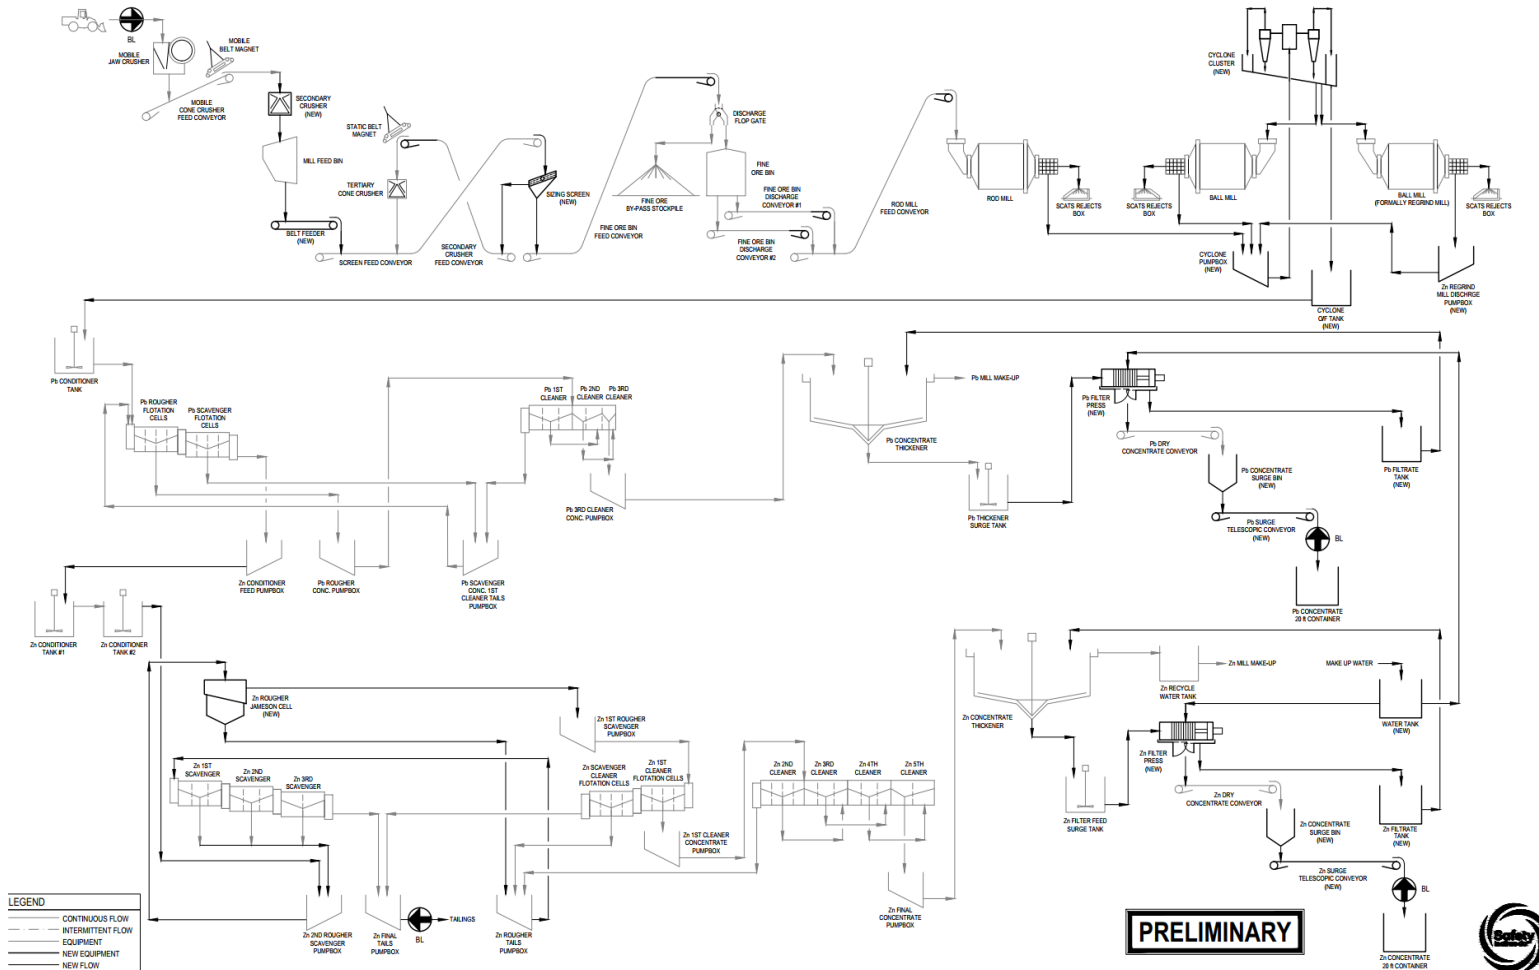 BL
MOBILE
JAW CRUSHER
MOBILE
BELT MAGNET
MOBILE
CONE CRUSHER
FEED CONVEYOR
SECONDARY
CRUSHER
(NEW)
MILL FEED BIN
BELT FEEDER
(NEW)
STATIC BELT
MAGNET
TERTIARY
CONE CRUSHER
SCREEN FEED CONVEYOR
SECONDARY
CRUSHER
FEED CONVEYOR
SIZING SCREEN
(NEW)
FINE ORE BIN
FEED CONVEYOR
FINE ORE
BY-PASS STOCKPILE
DISCHARGE
FLOP GATE
FINE
ORE BIN
FINE ORE BIN
DISCHARGE
CONVEYOR #1
FINE ORE BIN
DISCHARGE
CONVEYOR #2
ROD MILL
FEED CONVEYOR
ROD MILL
SCATS REJECTS
BOX
CYCLONE
CLUSTER
(NEW)
SCATS REJECTS
BOX
BALL MILL
BALL MILL
(FORMALLY REGRIND MILL)
SCATS REJECTS
BOX
CYCLONE
PUMPBOX
(NEW)
CYCLONE
O/F TANK
(NEW)
Zn REGRIND
MILL DISCHRGE
PUMPBOX
(NEW)
Pb CONDITIONER
TANK
Pb ROUGHER
FLOTATION
CELLS
Pb SCAVENGER
FLOTATION
CELLS
Pb 1ST
CLEANER
Pb 2ND
CLEANER
Pb 3RD
CLEANER
Pb 3RD CLEANER
CONC. PUMPBOX
Pb MILL MAKE-UP
Pb CONCENTRATE
THICKENER
Pb THICKENER
SURGE TANK
Pb FILTER
PRESS
(NEW)
Pb DRY
CONCENTRATE CONVEYOR
Pb CONCENTRATE
SURGE BIN
(NEW)
Pb FILTRATE
TANK
(NEW)
Pb SURGE
TELESCOPIC CONVEYOR
(NEW)
BL
Pb CONCENTRATE
20 ft CONTAINER
Zn CONDITIONER
FEED PUMPBOX
Pb ROUGHER
CONC. PUMPBOX
Pb SCAVENGER
CONC. 1ST
CLEANER TAILS
PUMPBOX
Zn CONDITIONER
TANK #1
Zn CONDITIONER
TANK #2
Zn ROUGHER
JAMESON CELL
(NEW)
Zn 1ST ROUGHER
SCAVENGER
PUMPBOX
Zn 1ST
SCAVENGER
Zn 2ND
SCAVENGER
Zn 3RD
SCAVENGER
Zn SCAVENGER
CLEANER
FLOTATION CELLS
Zn 1ST
CLEANER
FLOTATION CELLS
Zn 1ST CLEANER
CONCENTRATE
PUMPBOX
Zn 2ND
CLEANER
Zn 3RD
CLEANER
Zn 4TH
CLEANER
Zn 5TH
CLEANER
Zn CONCENTRATE
THICKENER
Zn RECYCLE
WATER TANK
Zn MILL MAKE-UP
MAKE UP WATER
WATER TANK
(NEW)
Zn FILTER FEED
SURGE TANK
Zn FILTER
PRESS
(NEW)
Zn DRY
CONCENTRATE CONVEYOR
Zn CONCENTRATE
SURGE BIN
(NEW)
Zn FILTRATE
TANK
(NEW)
Zn SURGE
TELESCOPIC CONVEYOR
(NEW)
BL
Zn CONCENTRATE
20 ft CONTAINER
Zn 2ND ROUGHER
SCAVENGER
PUMPBOX
Zn FINAL
TAILS
PUMPBOX
BL
TAILINGS
Zn ROUGHER
TAILS
PUMPBOX
Zn FINAL
CONCENTRATE
PUMPBOX
LEGEND
CONTINUOUS FLOW
INTERMITTENT FLOW
EQUIPMENT
NEW EQUIPMENT
NEW FLOW
PRELIMINARY
Safety